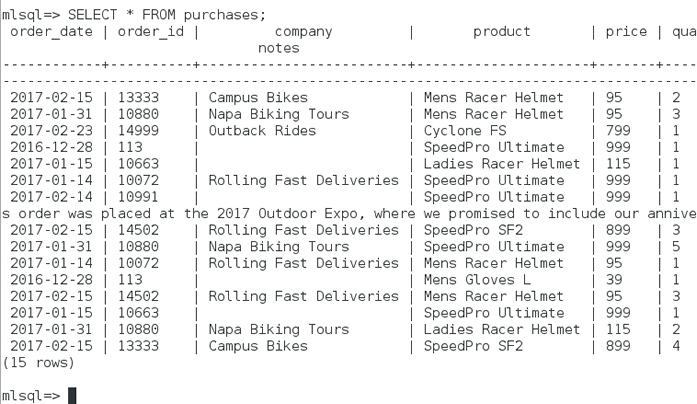 mlsql=> SELECT * FROM purchases;
order_date | order_id | company | product | price | qua
notes
-----------+----------+------------------------+----------------------+-------+----
--------------------------------------------------------------------------------
2017-02-15 | 13333 | Campus Bikes | Mens Racer Helmet | 95 | 2
2017-01-31 | 10880 | Napa Biking Tours | Mens Racer Helmet | 95 | 3
2017-02-23 | 14999 | Outback Rides | Cyclone FS | 799 | 1
2016-12-28 | 113 | | SpeedPro Ultimate | 999 | 1
2017-01-15 | 10663 | | Ladies Racer Helmet | 115 | 1
2017-01-14 | 10072 | Rolling Fast Deliveries | SpeedPro Ultimate | 999 | 1
2017-02-14 | 10991 | | SpeedPro Ultimate | 999 | 1
s order was placed at the 2017 Outdoor Expo, where we promised to include our annive
2017-02-15 | 14502 | Rolling Fast Deliveries | SpeedPro SF2 | 899 | 3
2017-01-31 | 10880 | Napa Biking Tours | SpeedPro Ultimate | 999 | 5
2017-01-14 | 10072 | Rolling Fast Deliveries | Mens Racer Helmet | 95 | 1
2016-12-28 | 113 | | Mens Gloves L | 39 | 1
2017-02-15 | 14502 | Rolling Fast Deliveries | Mens Racer Helmet | 95 | 3
2017-01-15 | 10663 | | SpeedPro Ultimate | 999 | 1
2017-01-31 | 10880 | Napa Biking Tours | Ladies Racer Helmet | 115 | 2
2017-02-15 | 13333 | Campus Bikes | SpeedPro SF2 | 899 | 4
(15 rows)
mlsql=>